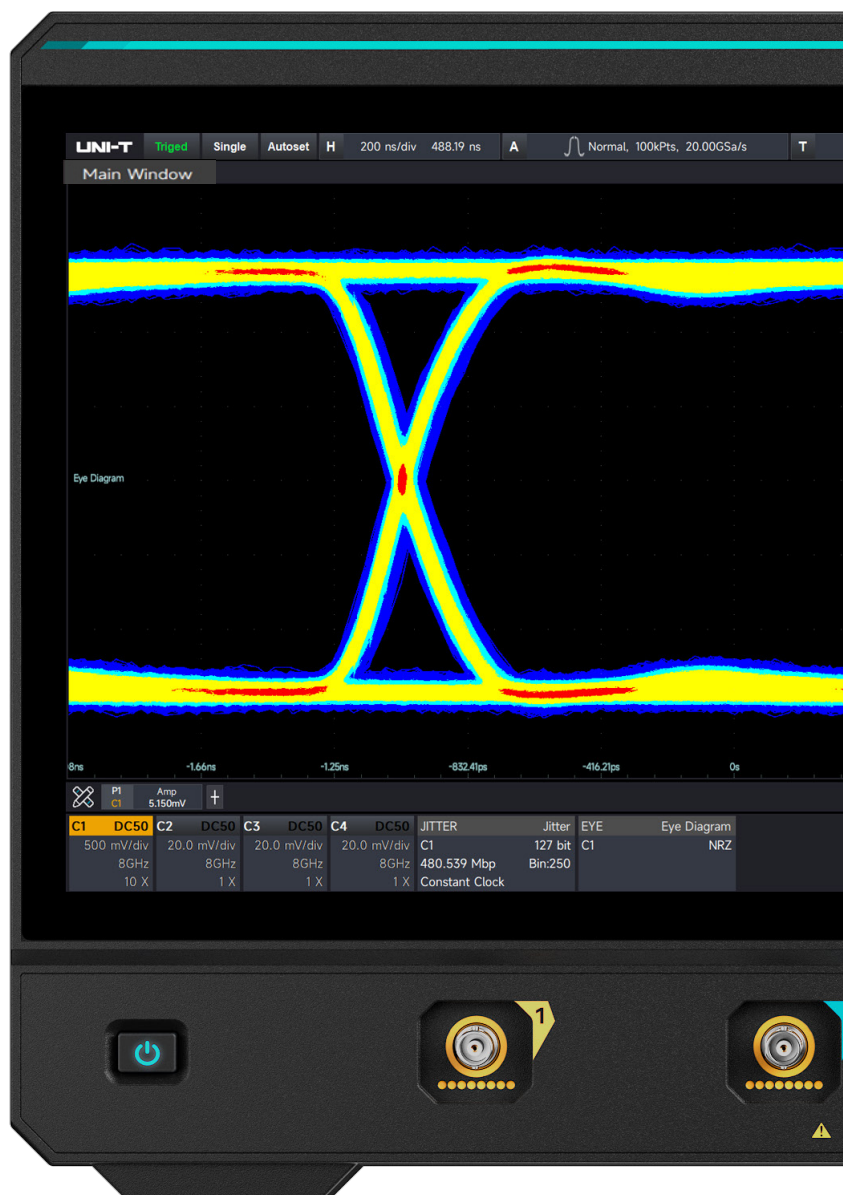 UNI-T Triged Single Autoset H 200 ns/div 488.19 ns A Normal, 100kPts, 20.00GSa/s T
Main Window
Eye Diagram
8ns -1.66ns -1.25ns -832.41ps -416.21ps 0s
P1 Amp
C1 5.150mV +
C1 DC50 C2 DC50 C3 DC50 C4 DC50 JITTER Jitter EYE Eye Diagram
500 mV/div 20.0 mV/div 20.0 mV/div 20.0 mV/div C1 127 bit C1 NRZ
8GHz 8GHz 8GHz 8GHz 480.539 Mbp Bin:250
10 X 1 X 1 X 1 X Constant Clock
1